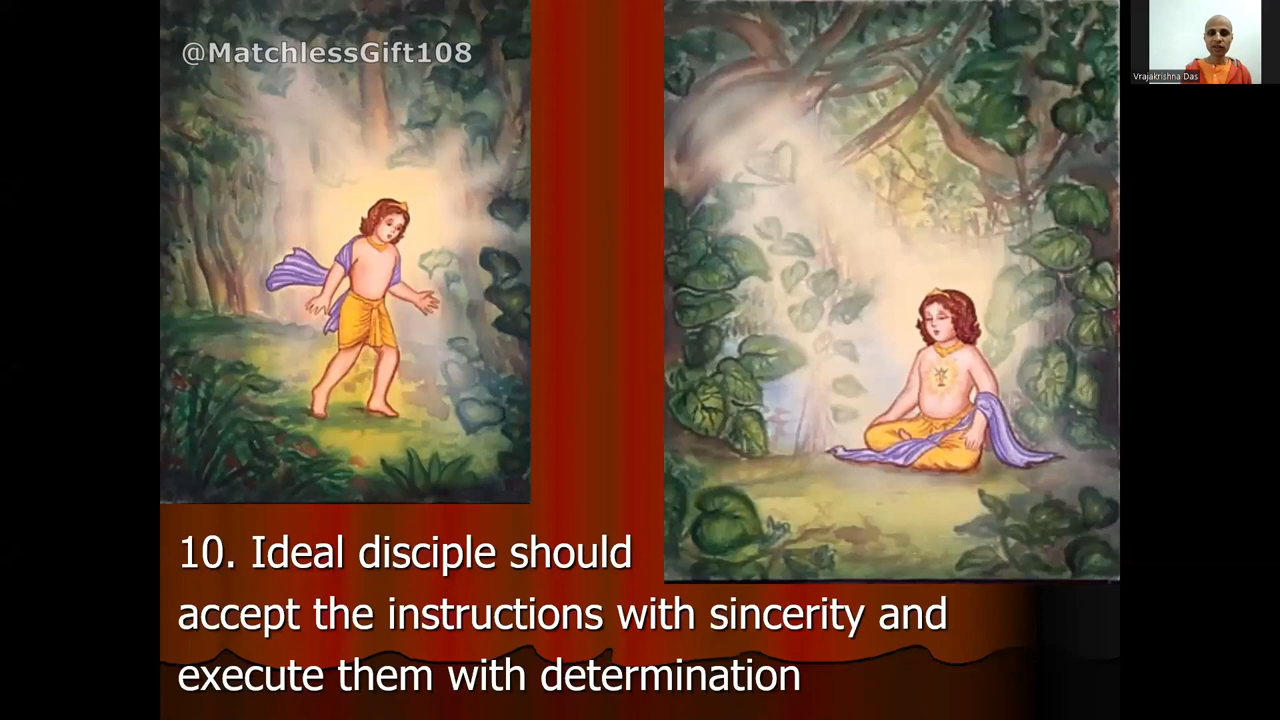 @MatchlessGift108
Vrajakrishna Das
10. Ideal disciple should
accept the instructions with sincerity and
execute them with determination